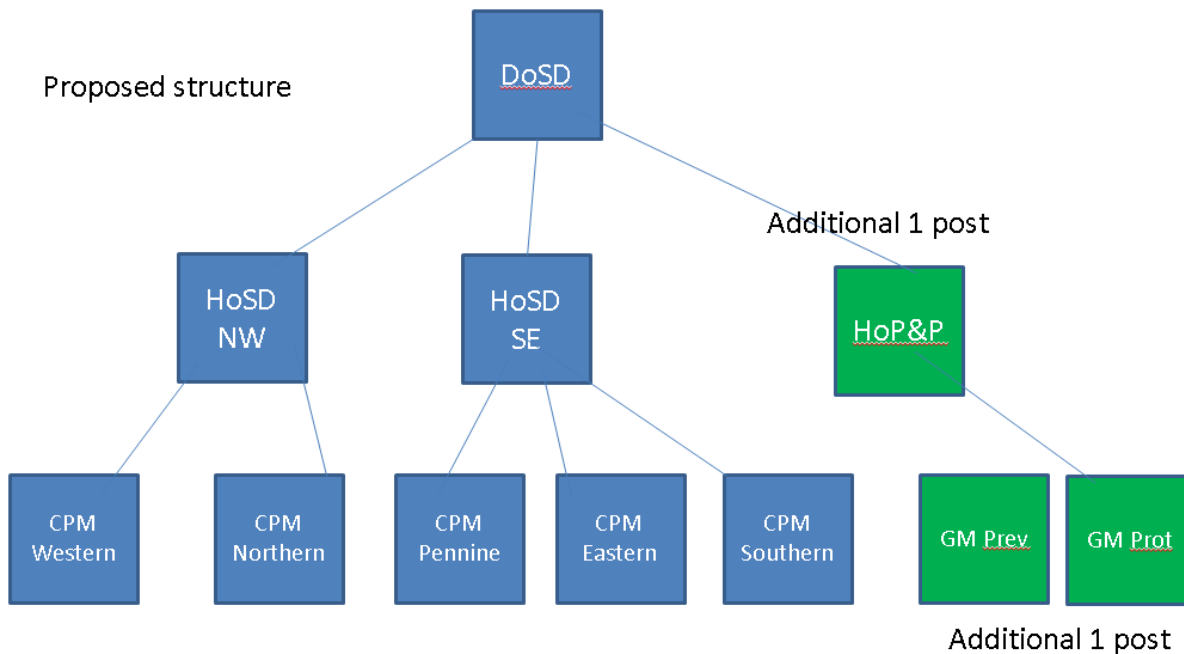 DoSD
Proposed structure
Additional 1 post
HoSD
NW
HoSD
SE
HoP&P
CPM
Western
CPM
Northern
CPM
Pennine
CPM
Eastern
CPM
Southern
GM Prev
GM Prot
Additional 1 post